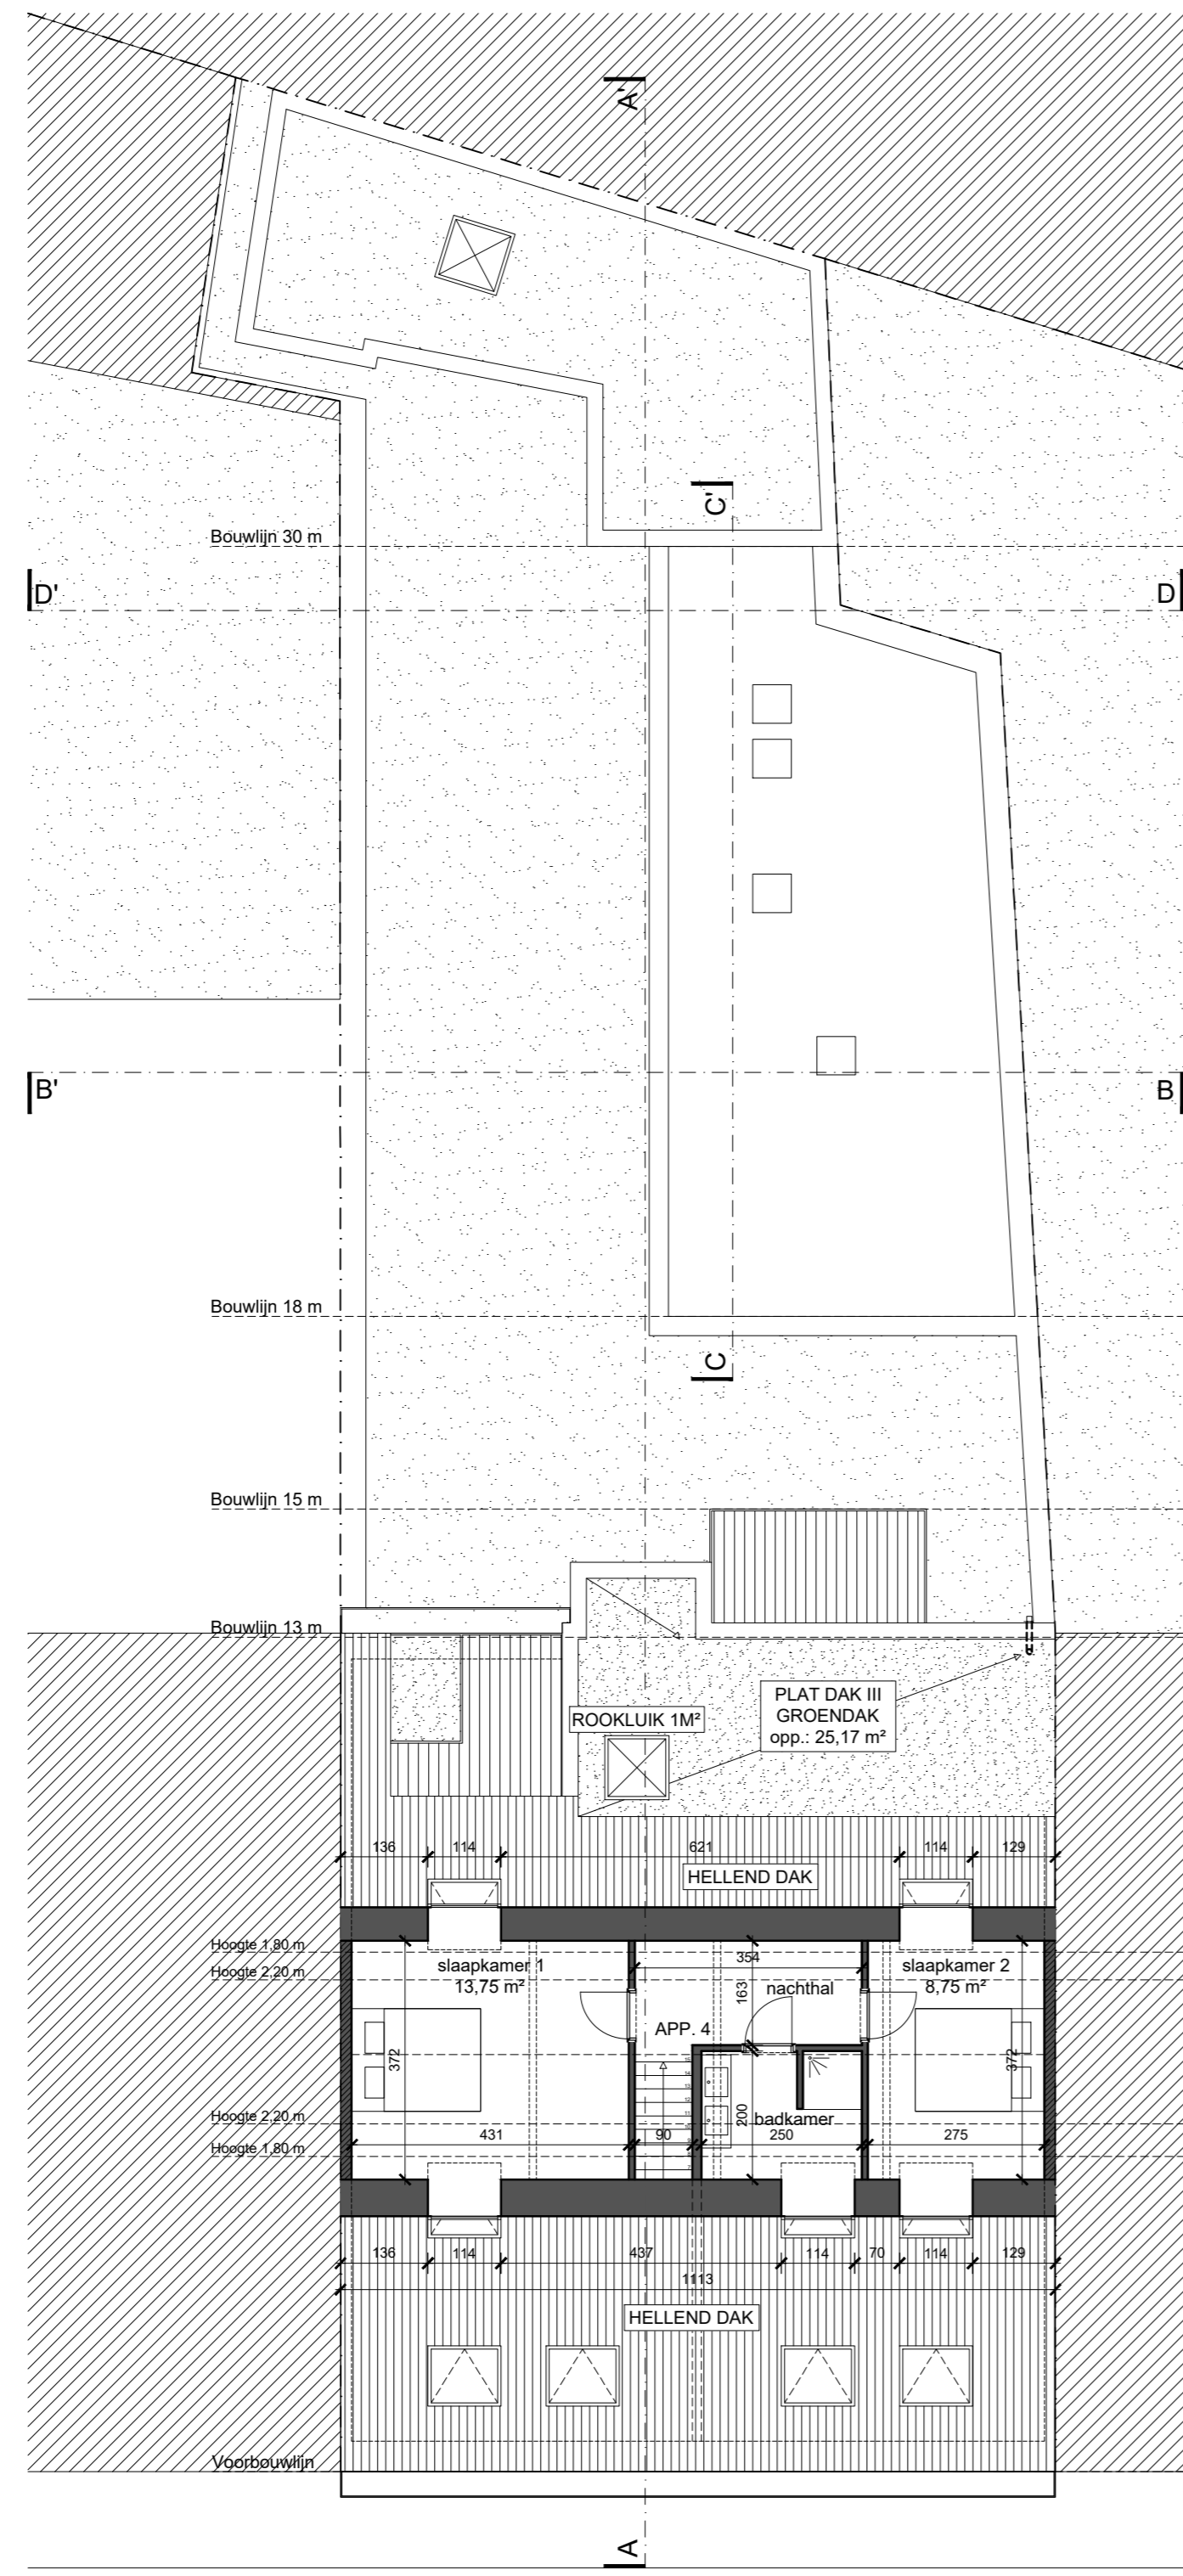 A'
C'
Bouwlijn 30 m
D'
D
B'
B
Bouwlijn 18 m
C
Bouwlijn 15 m
Bouwlijn 13 m
PLAT DAK III
GROENDAK
opp.: 25,17 m²
ROOKLUIK 1M²
136 114 621 114 129
HELLEND DAK
Hoogte 1,80 m
Hoogte 2,20 m
slaapkamer 1
13,75 m²
354
163
nachthal
slaapkamer 2
8,75 m²
APP. 4
372
372
200
badkamer
Hoogte 2,20 m
Hoogte 1,80 m
431 90 250 275
136 114 437 114 70 114 129
1113
HELLEND DAK
Voorbouwlijn
A